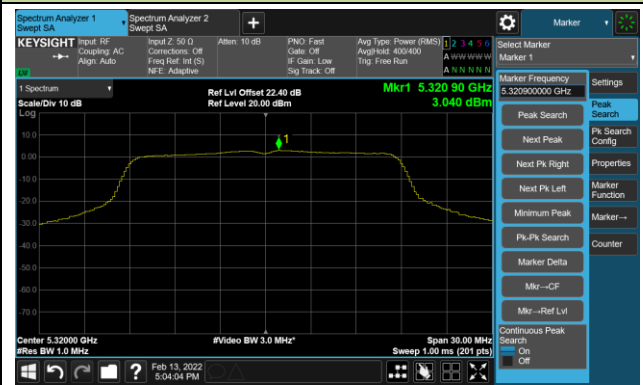 Spectrum Analyzer 1
Swept SA
Spectrum Analyzer 2
Swept SA
Marker
KEYSIGHT Input: RF
Coupling: AC
Align: Auto
Input Z: 50 Ω
Corrections: Off
Freq Ref: Int (S)
NFE: Adaptive
Atten: 10 dB
PNO: Fast
Gate: Off
IF Gain: Low
Sig Track: Off
Avg Type: Power (RMS)
Avg|Hold: 400/400
Trig: Free Run
1 2 3 4 5 6
A W W W W W
A N N N N N
LXI
Select Marker
Marker 1
1 Spectrum
Scale/Div 10 dB
Log
Ref Lvl Offset 22.40 dB
Ref Level 20.00 dBm
Mkr1 5.320 90 GHz
3.040 dBm
10.0
0.00
-10.0
-20.0
-30.0
-40.0
-50.0
-60.0
-70.0
1
Center 5.32000 GHz
#Res BW 1.0 MHz
#Video BW 3.0 MHz*
Span 30.00 MHz
Sweep 1.00 ms (201 pts)
Marker Frequency
5.320900000 GHz
Peak Search
Next Peak
Next Pk Right
Next Pk Left
Minimum Peak
Pk-Pk Search
Marker Delta
Mkr→CF
Mkr→Ref Lvl
Continuous Peak
Search
On
Off
Settings
Peak
Search
Pk Search
Config
Properties
Marker
Function
Marker→
Counter
Feb 13, 2022
5:04:04 PM